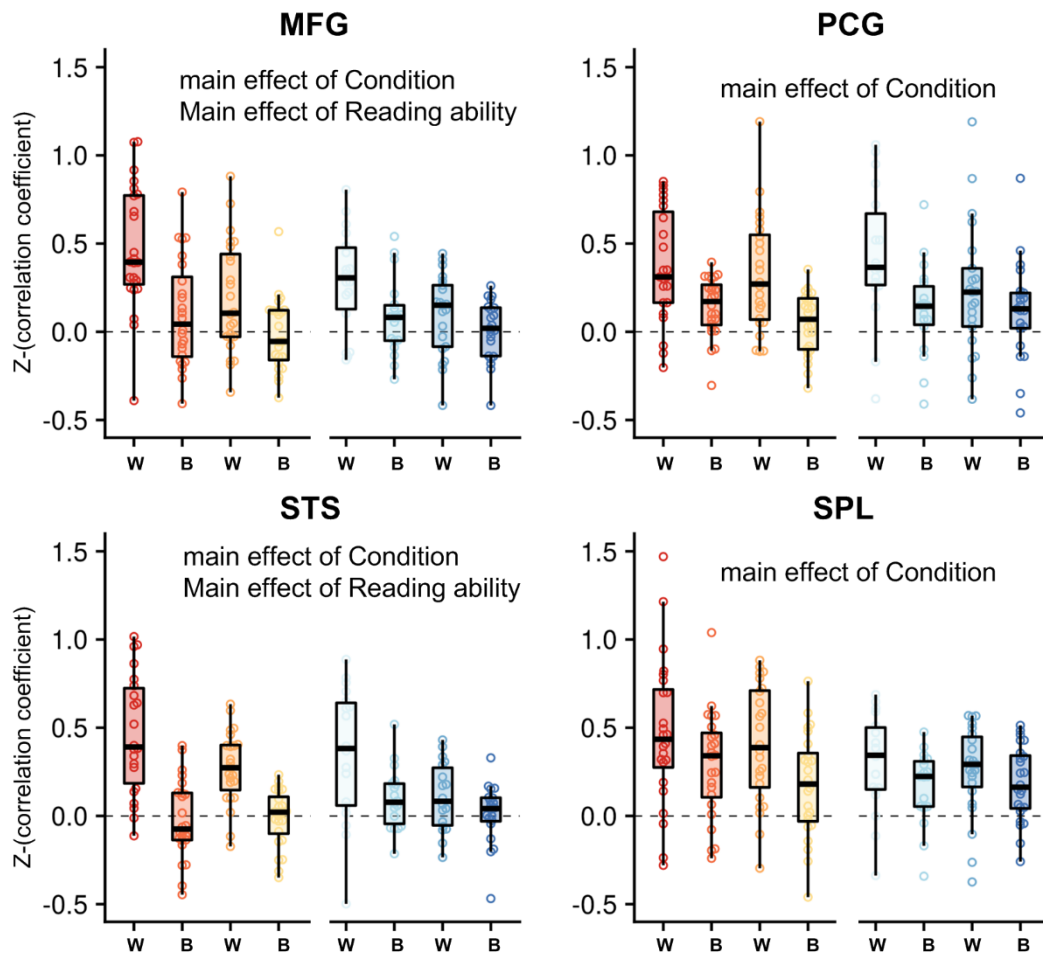 MFG
main effect of Condition
Main effect of Reading ability
Z-(correlation coefficient)
1.5
1.0
0.5
0.0
-0.5
W B W B W B W B
PCG
main effect of Condition
1.5
1.0
0.5
0.0
-0.5
W B W B W B W B
STS
main effect of Condition
Main effect of Reading ability
Z-(correlation coefficient)
1.5
1.0
0.5
0.0
-0.5
W B W B W B W B
SPL
main effect of Condition
1.5
1.0
0.5
0.0
-0.5
W B W B W B W B